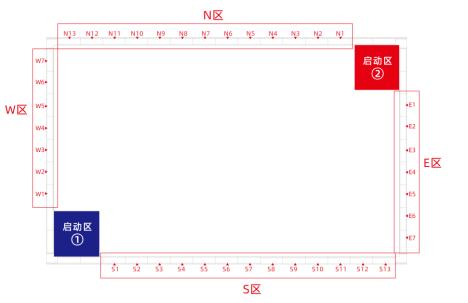 N区
N13 N12 N11 N10 N9 N8 N7 N6 N5 N4 N3 N2 N1
启动区
②
W7
W6
W5
W4
W3
W2
W1
W区
E1
E2
E3
E4
E5
E6
E7
E区
启动区
①
S1 S2 S3 S4 S5 S6 S7 S8 S9 S10 S11 S12 S13
S区